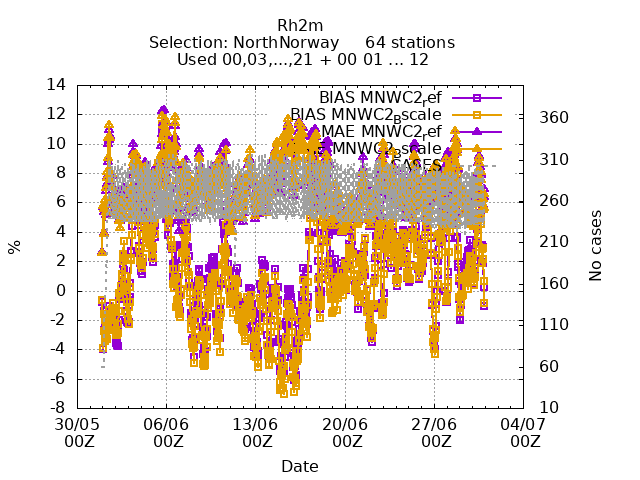 Rh2m
Selection: NorthNorway 64 stations
Used 00,03,...,21 + 00 01 ... 12
BIAS MNWC2_ref
BIAS MNWC2_Bscale
MAE MNWC2_ref
MNWC2_Bscale
CASES
14
12
10
8
6
4
2
0
-2
-4
-6
-8
%
360
310
260
210
160
110
60
10
No cases
30/05 06/06 13/06 20/06 27/06 04/07
00Z 00Z 00Z 00Z 00Z 00Z
Date